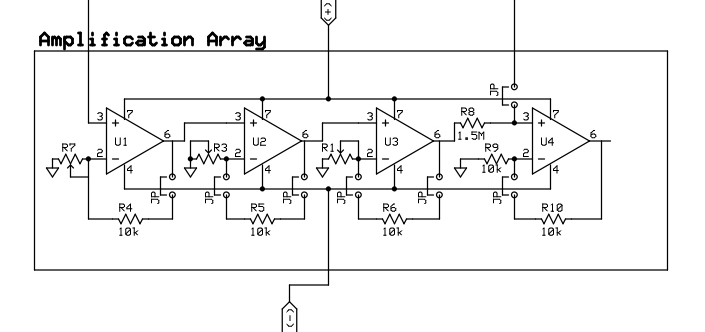 (+)
Amplification Array
JP
3 + 7 6 U1 2 - 4
3 + 7 6 U2 2 - 4
3 + 7 6 U3 2 - 4
3 + 7 6 U4 2 - 4
R8
1.5M
R7
R3
R1
R9
10k
JP JP JP JP JP JP
R4
10k
R5
10k
R6
10k
R10
10k
(-)